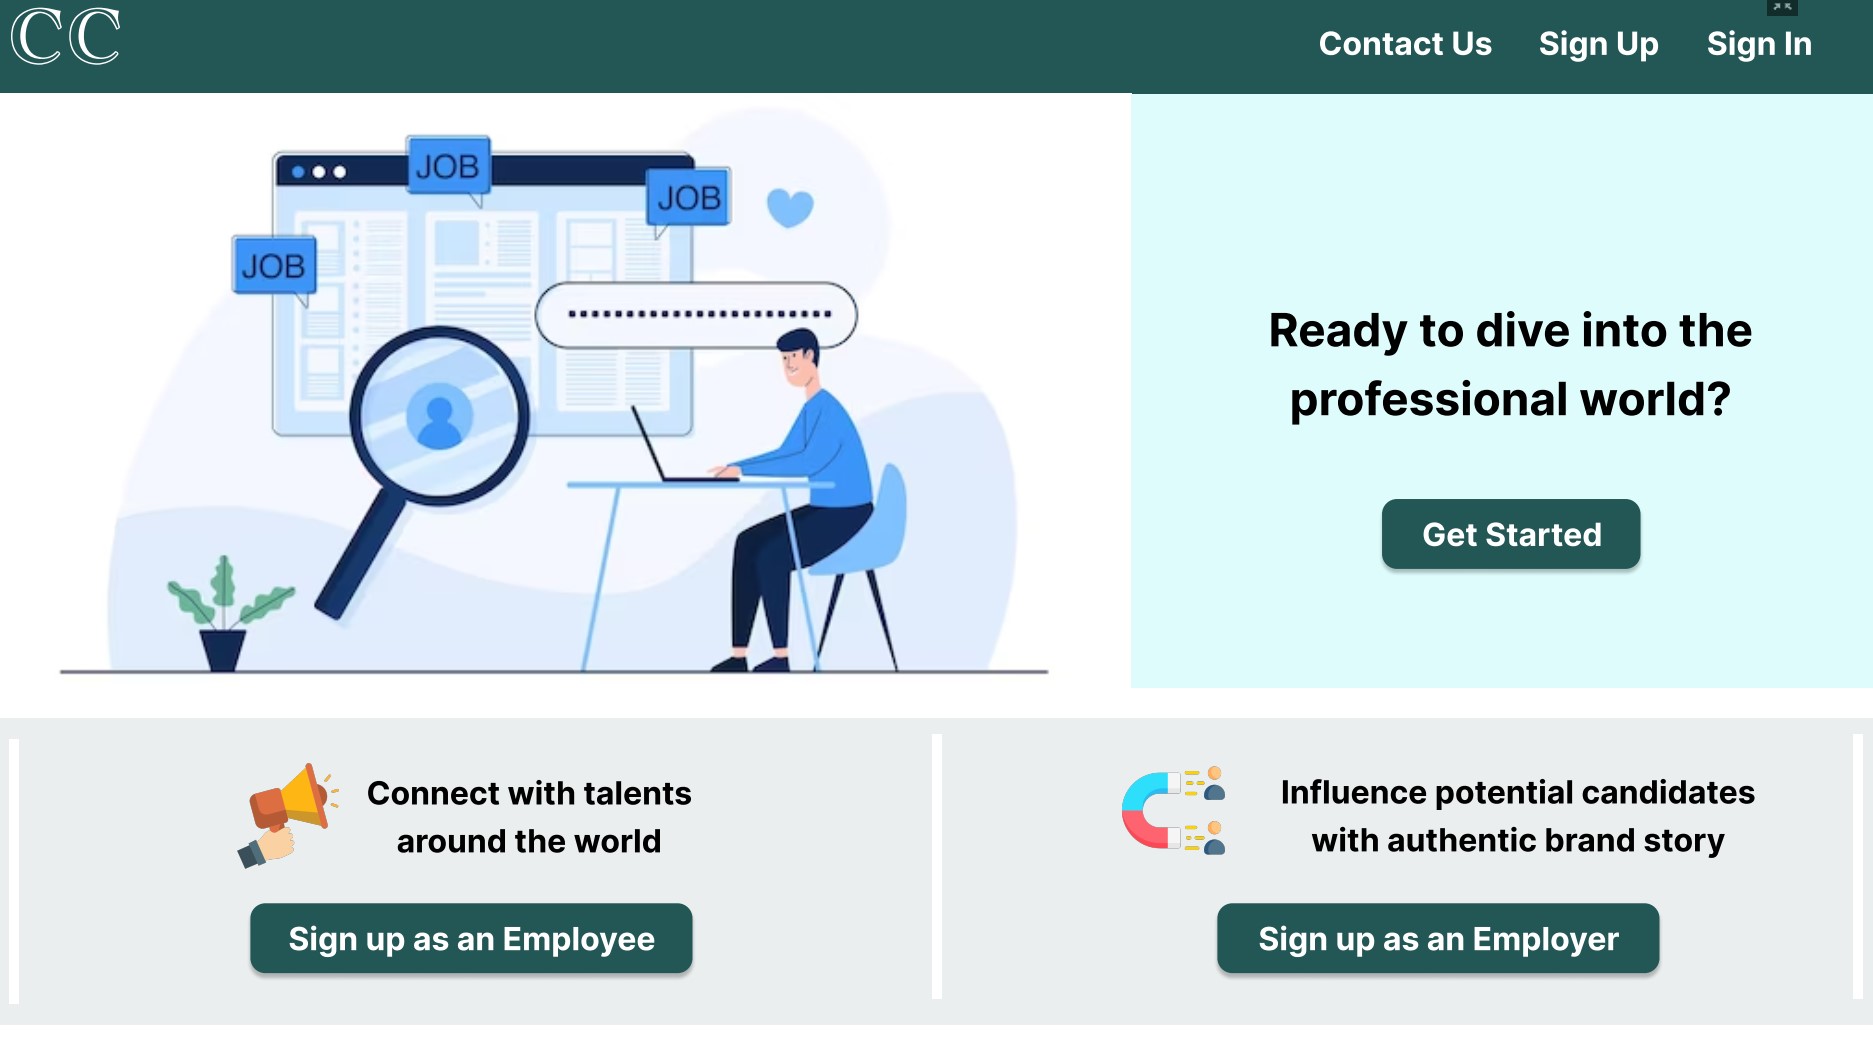 CC
Contact Us
Sign Up
Sign In
JOB
JOB
JOB
Ready to dive into the
professional world?
Get Started
Connect with talents
around the world
Sign up as an Employee
Influence potential candidates
with authentic brand story
Sign up as an Employer